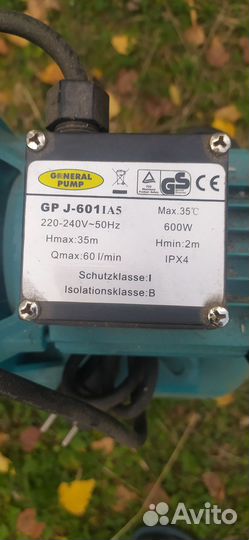 GENERAL
PUMP
GS
CE
GP J-601IA5
Max.35℃
220-240V~50Hz
600W
Hmax:35m
Hmin:2m
Qmax:60 l/min
IPX4
Schutzklasse:I
Isolationsklasse:B
Avito